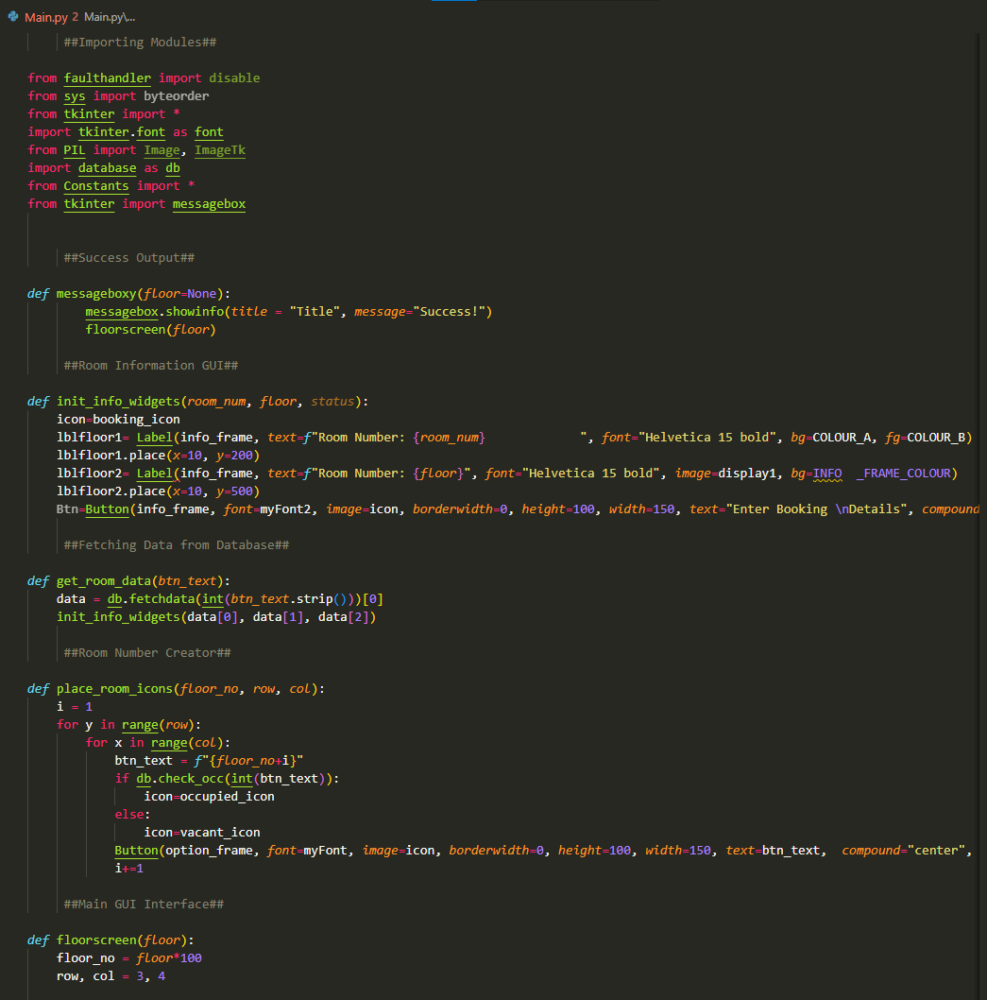 Main.py 2 Main.py\...
##Importing Modules##
from faulthandler import disable
from sys import byteorder
from tkinter import *
import tkinter.font as font
from PIL import Image, ImageTk
import database as db
from Constants import *
from tkinter import messagebox
##Success Output##
def messageboxy(floor=None):
messagebox.showinfo(title = "Title", message="Success!")
floorscreen(floor)
##Room Information GUI##
def init_info_widgets(room_num, floor, status):
icon=booking_icon
lblfloor1= Label(info_frame, text=f"Room Number: {room_num}             ", font="Helvetica 15 bold", bg=COLOUR_A, fg=COLOUR_B)
lblfloor1.place(x=10, y=200)
lblfloor2= Label(info_frame, text=f"Room Number: {floor}", font="Helvetica 15 bold", image=display1, bg=INFO  _FRAME_COLOUR)
lblfloor2.place(x=10, y=500)
Btn=Button(info_frame, font=myFont2, image=icon, borderwidth=0, height=100, width=150, text="Enter Booking \nDetails", compound
##Fetching Data from Database##
def get_room_data(btn_text):
data = db.fetchdata(int(btn_text.strip()))[0]
init_info_widgets(data[0], data[1], data[2])
##Room Number Creator##
def place_room_icons(floor_no, row, col):
i = 1
for y in range(row):
for x in range(col):
btn_text = f"{floor_no+i}"
if db.check_occ(int(btn_text)):
icon=occupied_icon
else:
icon=vacant_icon
Button(option_frame, font=myFont, image=icon, borderwidth=0, height=100, width=150, text=btn_text,  compound="center",
i+=1
##Main GUI Interface##
def floorscreen(floor):
floor_no = floor*100
row, col = 3, 4